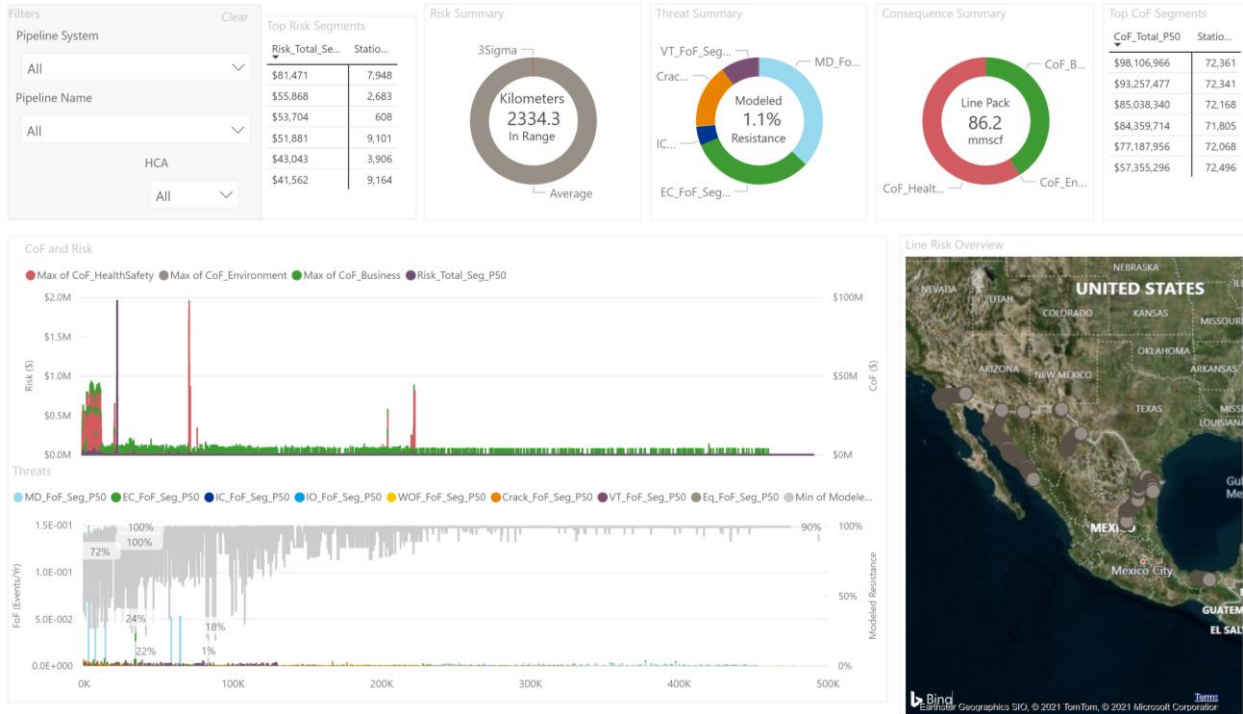 Filters
Clear
Pipeline System
All
Pipeline Name
All
HCA
All
Top Risk Segments
Risk_Total_Se... Statio...
$81,471 7,948
$55,868 2,683
$53,704 608
$51,881 9,101
$43,043 3,906
$41,562 9,164
Risk Summary
3Sigma
Kilometers
2334.3
In Range
Average
Threat Summary
VT_FoF_Seg...
MD_Fo...
Crac...
Modeled
1.1%
Resistance
IC...
EC_FoF_Seg...
Consequence Summary
CoF_B...
Line Pack
86.2
mmscf
CoF_Healt...
CoF_En...
Top CoF Segments
CoF_Total_P50 Statio...
$98,106,966 72,361
$93,257,477 72,341
$85,038,340 72,168
$84,359,714 71,805
$77,187,956 72,068
$57,355,296 72,496
CoF and Risk
Max of CoF_HealthSafety Max of CoF_Environment Max of CoF_Business Risk_Total_Seg_P50
$2.0M $100M
$1.5M
$1.0M $50M
$0.5M
$0.0M $0M
Risk ($)
CoF ($)
Threats
MD_FoF_Seg_P50 EC_FoF_Seg_P50 IC_FoF_Seg_P50 IO_FoF_Seg_P50 WOF_FoF_Seg_P50 Crack_FoF_Seg_P50 VT_FoF_Seg_P50 Eq_FoF_Seg_P50 Min of Modele...
1.5E-001 100% 90% 100%
72% 100%
1.0E-001
50%
5.0E-002 24% 18%
22% 1%
0.0E+000 0%
FoF (Events/Yr)
Modeled Resistance
0K 100K 200K 300K 400K 500K
Line Risk Overview
NEBRASKA
NEVADA
UNITED STATES
UTAH
COLORADO KANSAS
MISSOUR
OKLAHOMA
ARIZONA NEW MEXICO ARKANSAS
TEXAS
MISS
LOUISIANA
Gul
Me
MEXIC
Mexico City
GUATEM
EL SAL
Bing
Terms
Earthstar Geographics SIO, © 2021 TomTom, © 2021 Microsoft Corporation